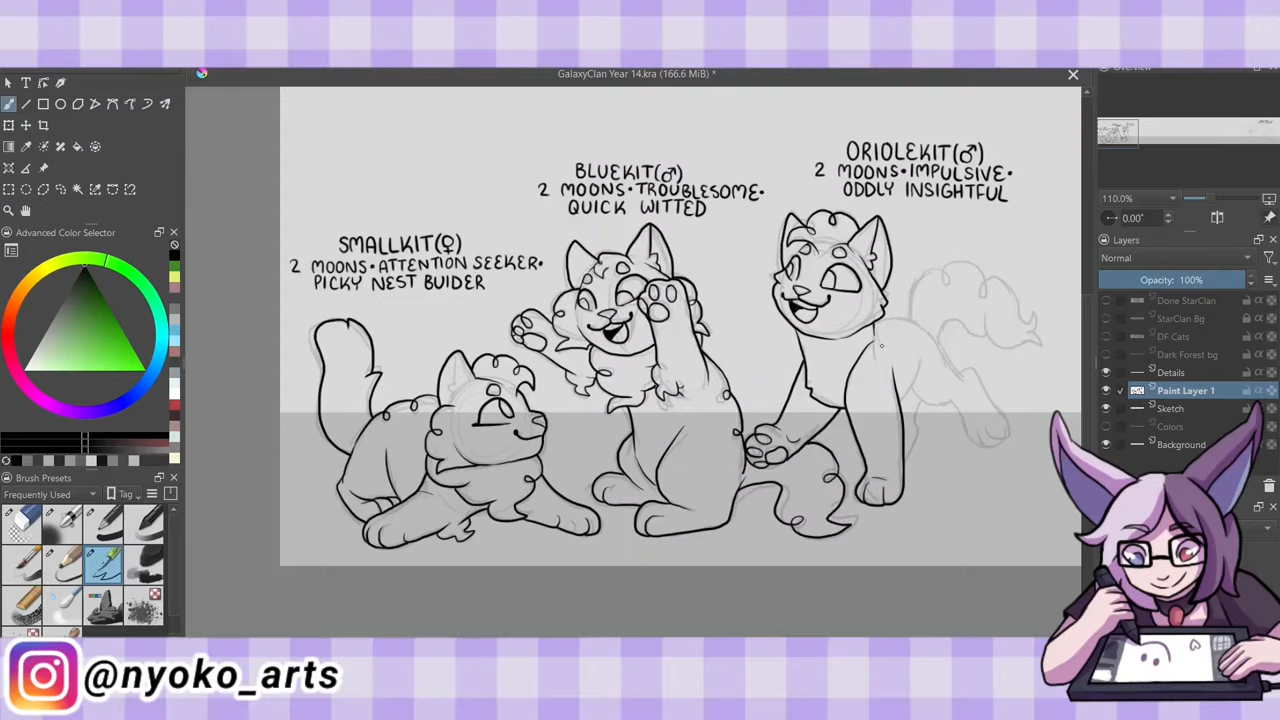 GalaxyClan Year 14.kra (166.6 MiB) *
110.0%
0.00°
Advanced Color Selector
Brush Presets
Frequently Used
Tag
Layers
Normal
Opacity: 100%
Done StarClan
StarClan Bg
DF Cats
Dark Forest bg
Details
Paint Layer 1
Sketch
Colors
Background
SMALLKIT(♀)
2 MOONS•ATTENTION SEEKER•
PICKY NEST BUIDER
BLUEKIT(♂)
2 MOONS•TROUBLESOME•
QUICK WITTED
ORIOLEKIT(♂)
2 MOONS•IMPULSIVE•
ODDLY INSIGHTFUL
@nyoko_arts